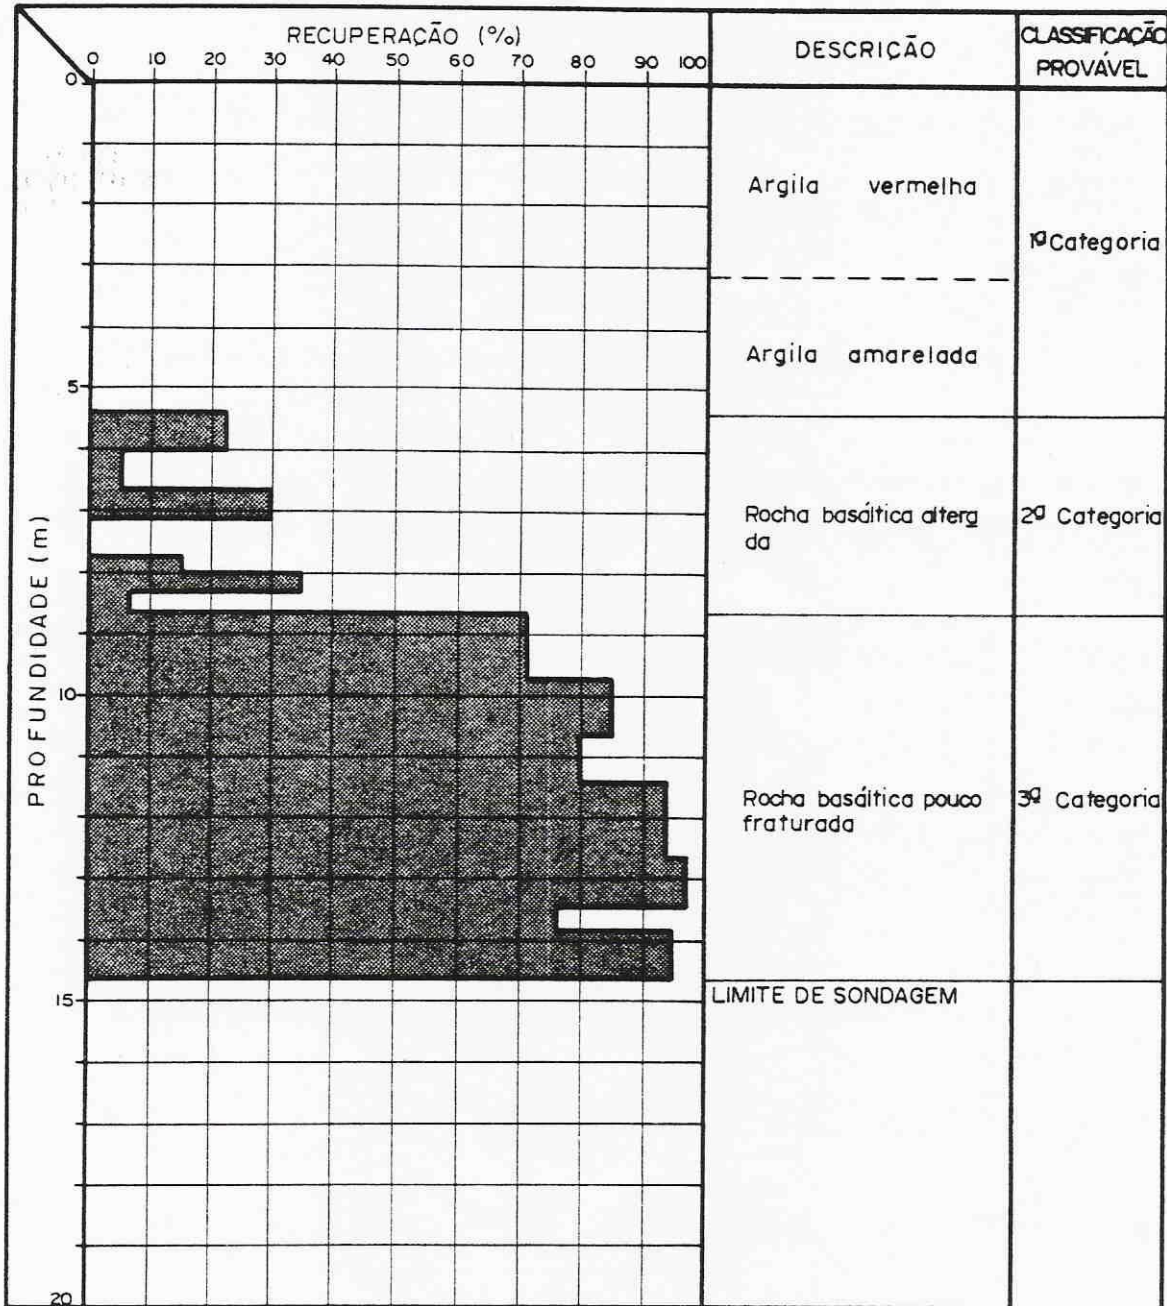 RECUPERAÇÃO (%)
0 10 20 30 40 50 60 70 80 90 100
DESCRIÇÃO
CLASSIFICAÇÃO
PROVÁVEL
0
5
10
15
20
PROFUNDIDADE (m)
Argila vermelha
1ª Categoria
Argila amarelada
Rocha basáltica altera
da
2ª Categoria
Rocha basáltica pouco
fraturada
3ª Categoria
LIMITE DE SONDAGEM